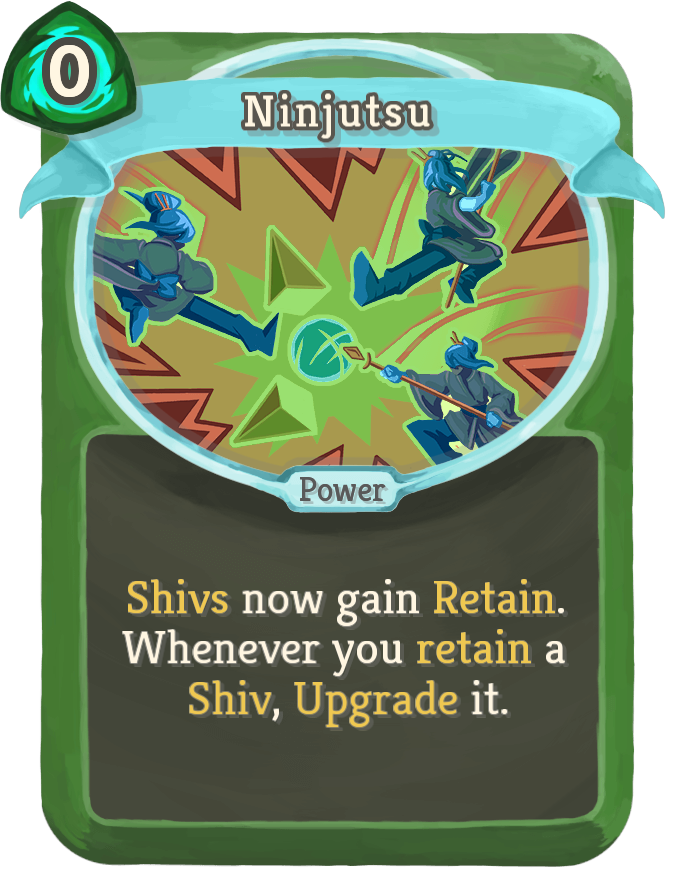 0
Ninjutsu
Power
Shivs now gain Retain.
Whenever you retain a
Shiv, Upgrade it.